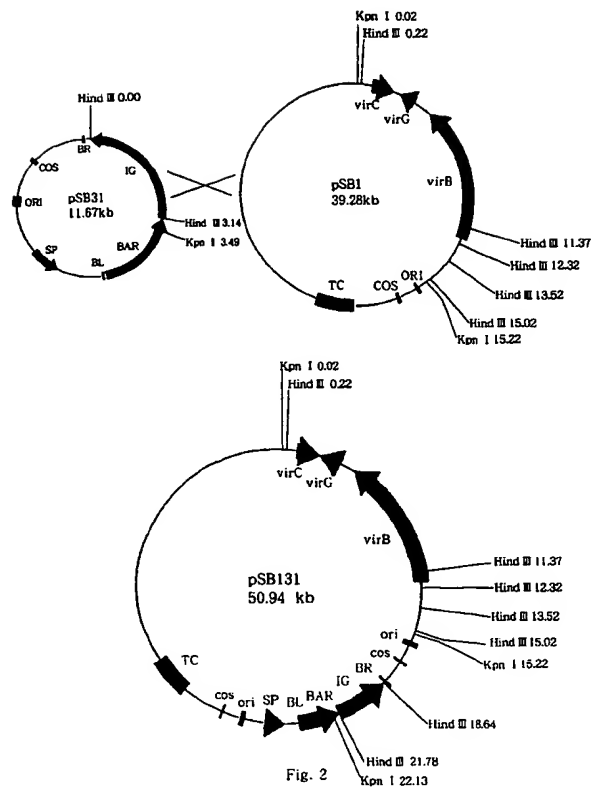 Kpn I 0.02
Hind III 0.22
virC
virG
virB
pSB1
39.28kb
Hind III 11.37
Hind III 12.32
Hind III 13.52
Hind III 15.02
Kpn I 15.22
ORI
COS
TC
Hind III 0.00
BR
IG
COS
pSB31
11.67kb
ORI
Hind III 3.14
Kpn I 3.49
BAR
BL
SP
Kpn I 0.02
Hind III 0.22
virC
virG
virB
pSB131
50.94 kb
Hind III 11.37
Hind III 12.32
Hind III 13.52
Hind III 15.02
Kpn I 15.22
ori
cos
BR
IG
Hind III 18.64
BAR
BL
SP
ori
cos
TC
Hind III 21.78
Kpn I 22.13
Fig. 2